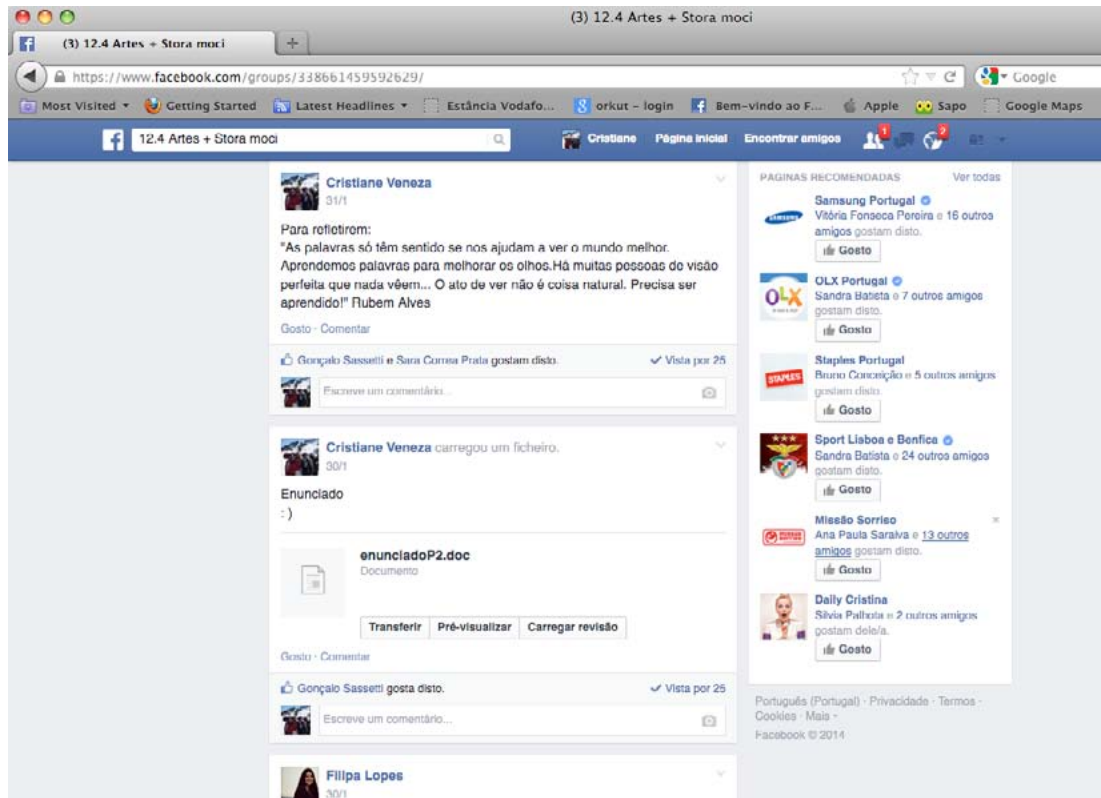 (3) 12.4 Artes + Stora moci
(3) 12.4 Artes + Stora moci
https://www.facebook.com/groups/338661459592629/
Google
Most Visited Getting Started Latest Headlines Estância Vodafo... orkut - login Bem-vindo ao F... Apple Sapo Google Maps
12.4 Artes + Stora moci
Cristiane Página inicial Encontrar amigos 1 2
Cristiane Veneza
31/1
Para refletirem:
"As palavras só têm sentido se nos ajudam a ver o mundo melhor.
Aprendemos palavras para melhorar os olhos.Há muitas pessoas de visão
perfeita que nada vêem... O ato de ver não é coisa natural. Precisa ser
aprendido!" Rubem Alves
Gosto · Comentar
Gonçalo Sassetti e Sara Correa Prata gostam disto. Vista por 25
Escreve um comentário...
Cristiane Veneza carregou um ficheiro.
30/1
Enunciado
: )
enunciadoP2.doc
Documento
Transferir Pré-visualizar Carregar revisão
Gosto · Comentar
Gonçalo Sassetti gosta disto. Vista por 25
Escreve um comentário...
Filipa Lopes
30/1
PÁGINAS RECOMENDADAS Ver todas
Samsung Portugal
SAMSUNG
Vitória Fonseca Pereira e 16 outros
amigos gostam disto.
Gosto
OLX Portugal
OLX
Sandra Batista e 7 outros amigos
gostam disto.
Gosto
Staples Portugal
STAPLES
Bruno Conceição e 5 outros amigos
gostam disto.
Gosto
Sport Lisboa e Benfica
Sandra Batista e 24 outros amigos
gostam disto.
Gosto
Missão Sorriso
Ana Paula Saraiva e 13 outros
amigos gostam disto.
Gosto
Daily Cristina
Silvia Palhota e 2 outros amigos
gostam dele/a.
Gosto
Português (Portugal) · Privacidade · Termos ·
Cookies · Mais
Facebook © 2014